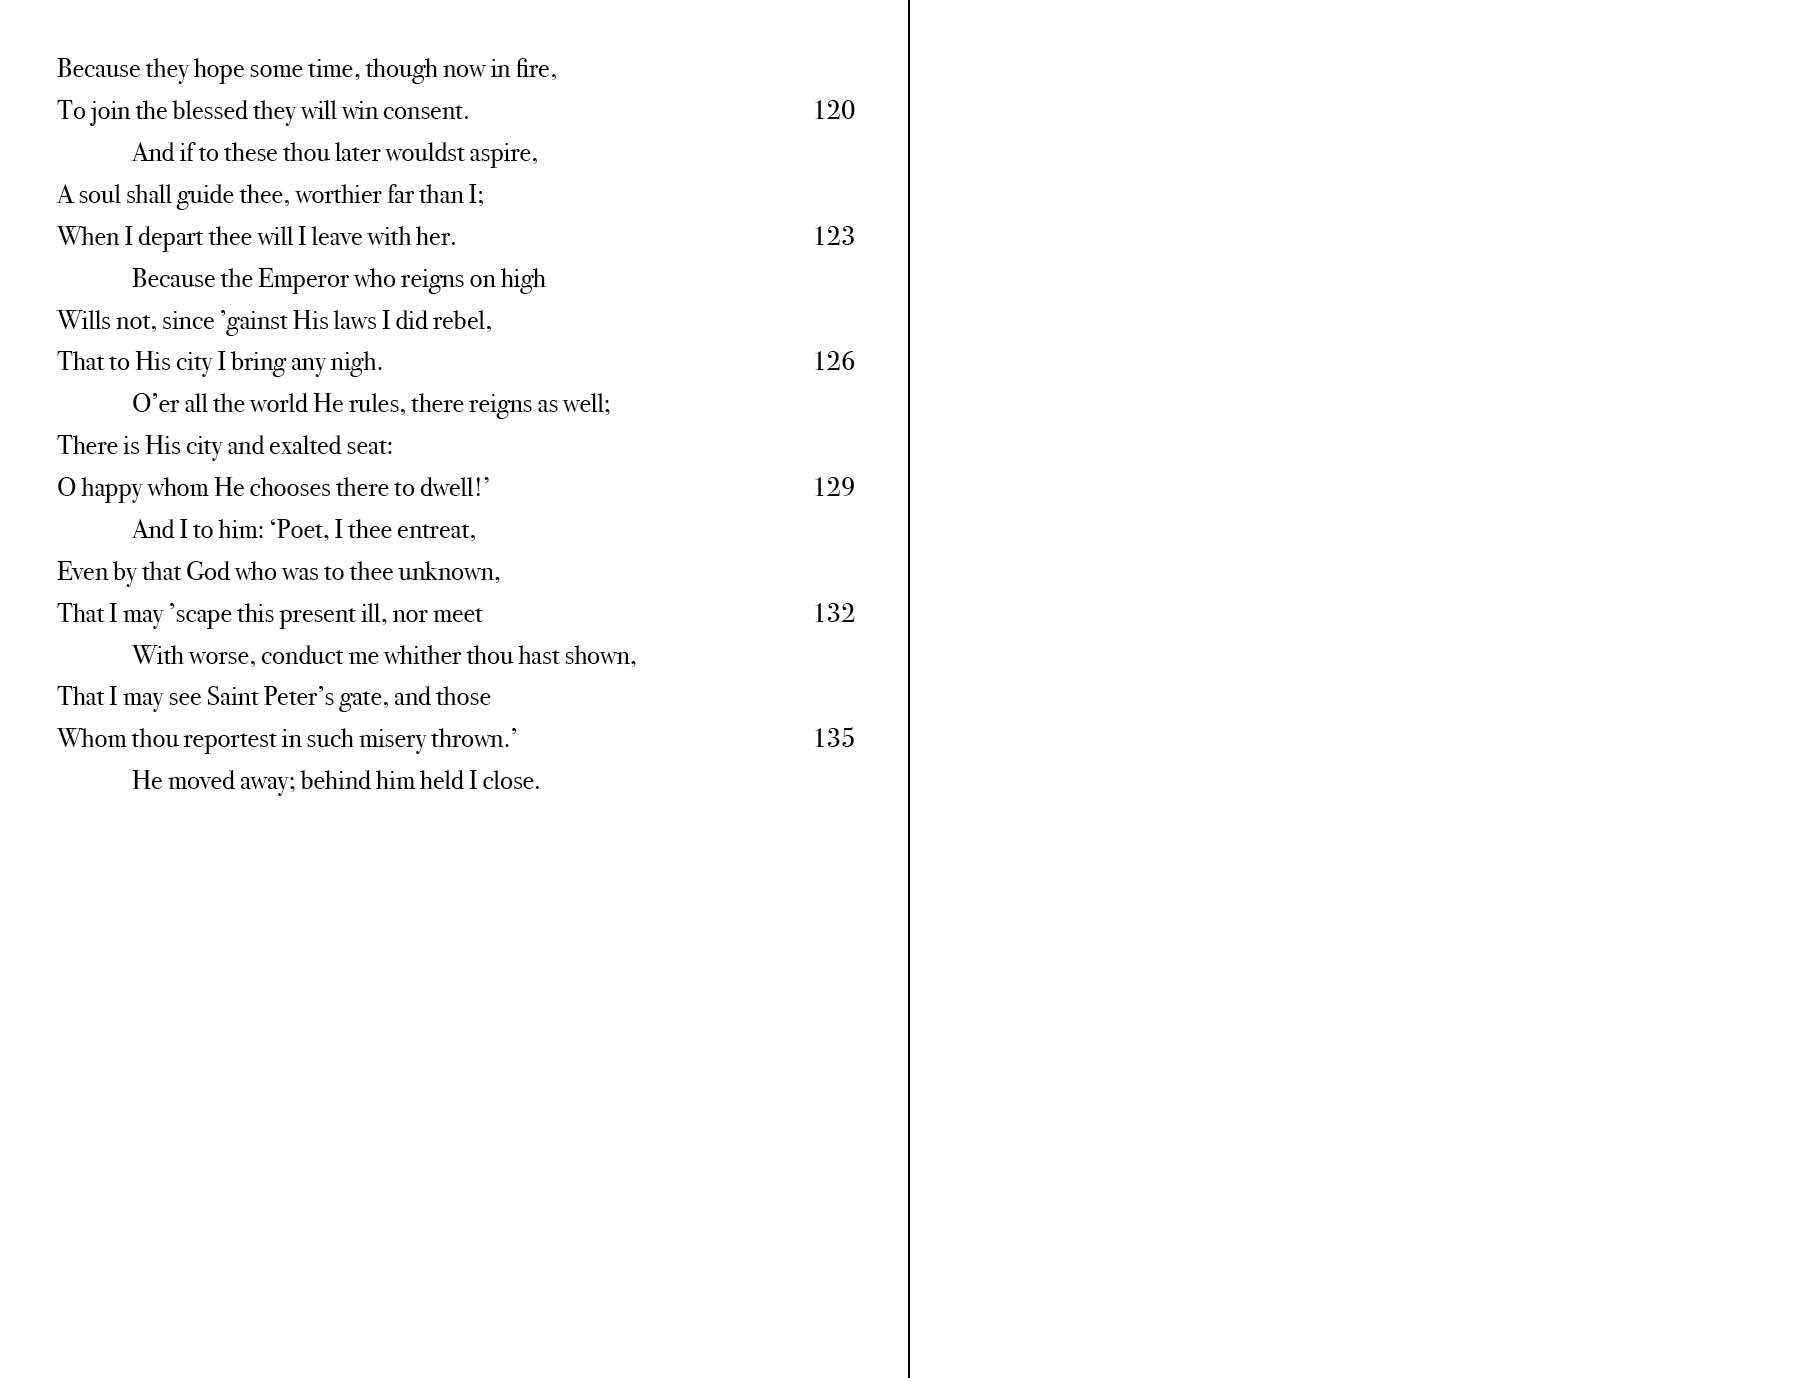 Because they hope some time, though now in fire,
To join the blessed they will win consent. 120
And if to these thou later wouldst aspire,
A soul shall guide thee, worthier far than I;
When I depart thee will I leave with her. 123
Because the Emperor who reigns on high
Wills not, since ’gainst His laws I did rebel,
That to His city I bring any nigh. 126
O’er all the world He rules, there reigns as well;
There is His city and exalted seat:
O happy whom He chooses there to dwell!’ 129
And I to him: ‘Poet, I thee entreat,
Even by that God who was to thee unknown,
That I may ’scape this present ill, nor meet 132
With worse, conduct me whither thou hast shown,
That I may see Saint Peter’s gate, and those
Whom thou reportest in such misery thrown.’ 135
He moved away; behind him held I close.